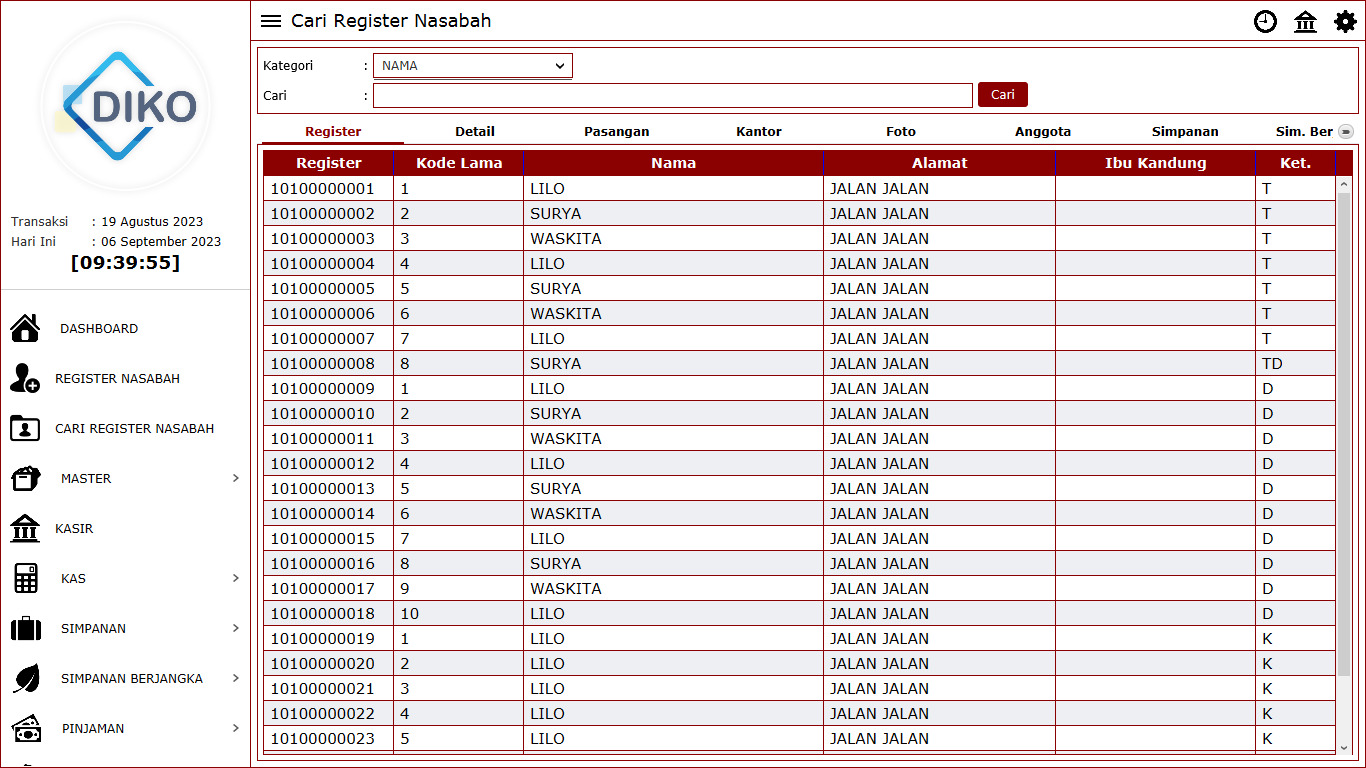 Cari Register Nasabah
DIKO
Transaksi : 19 Agustus 2023
Hari Ini : 06 September 2023
[09:39:55]
DASHBOARD
REGISTER NASABAH
CARI REGISTER NASABAH
MASTER
KASIR
KAS
SIMPANAN
SIMPANAN BERJANGKA
PINJAMAN
Kategori : NAMA
Cari : Cari
Register Detail Pasangan Kantor Foto Anggota Simpanan Sim. Ber
Register Kode Lama Nama Alamat Ibu Kandung Ket.
10100000001 1 LILO JALAN JALAN T
10100000002 2 SURYA JALAN JALAN T
10100000003 3 WASKITA JALAN JALAN T
10100000004 4 LILO JALAN JALAN T
10100000005 5 SURYA JALAN JALAN T
10100000006 6 WASKITA JALAN JALAN T
10100000007 7 LILO JALAN JALAN T
10100000008 8 SURYA JALAN JALAN TD
10100000009 1 LILO JALAN JALAN D
10100000010 2 SURYA JALAN JALAN D
10100000011 3 WASKITA JALAN JALAN D
10100000012 4 LILO JALAN JALAN D
10100000013 5 SURYA JALAN JALAN D
10100000014 6 WASKITA JALAN JALAN D
10100000015 7 LILO JALAN JALAN D
10100000016 8 SURYA JALAN JALAN D
10100000017 9 WASKITA JALAN JALAN D
10100000018 10 LILO JALAN JALAN D
10100000019 1 LILO JALAN JALAN K
10100000020 2 LILO JALAN JALAN K
10100000021 3 LILO JALAN JALAN K
10100000022 4 LILO JALAN JALAN K
10100000023 5 LILO JALAN JALAN K